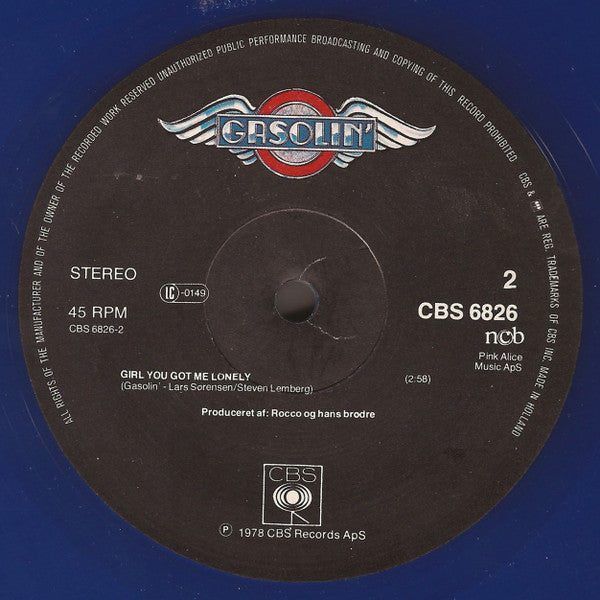 ALL RIGHTS OF THE MANUFACTURER AND OF THE OWNER OF THE RECORDED WORK RESERVED UNAUTHORIZED PUBLIC PERFORMANCE BROADCASTING AND COPYING OF THIS RECORD PROHIBITED. CBS & ARE REG. TRADEMARKS OF CBS INC. MADE IN HOLLAND
GASOLIN'
STEREO
2
LC -0149
45 RPM
CBS 6826
CBS 6826-2
ncb
Pink Alice
Music ApS
GIRL YOU GOT ME LONELY
(2:58)
(Gasolin' - Lars Sørensen/Steven Lemberg)
Produceret af: Rocco og hans brødre
CBS
Ⓟ 1978 CBS Records ApS